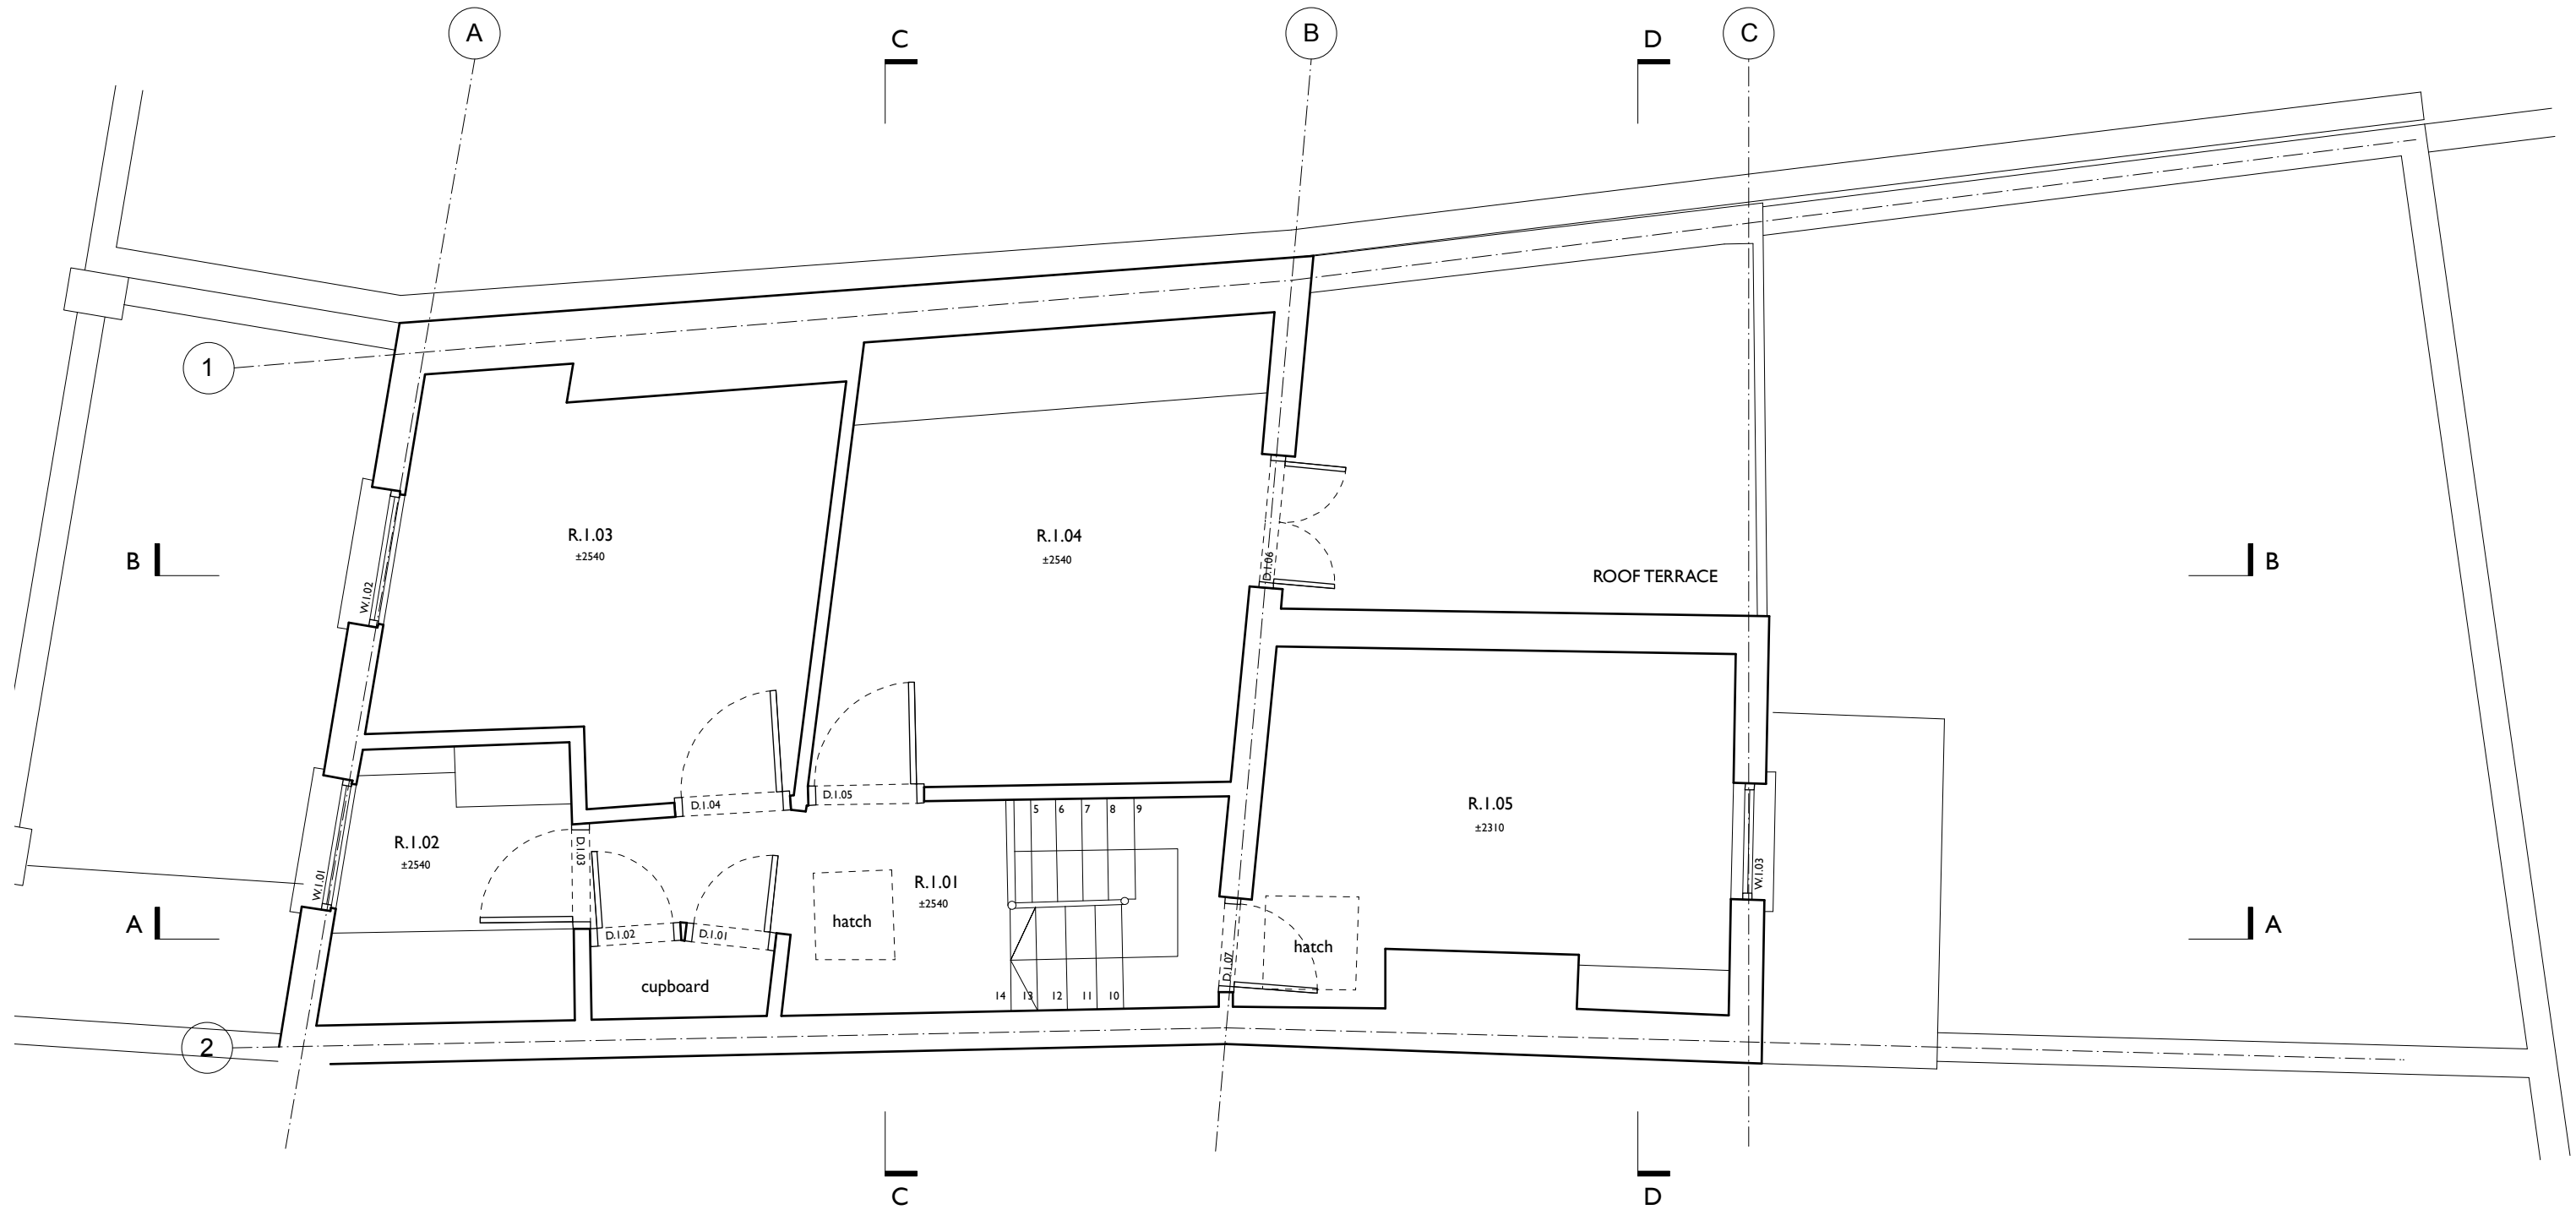 A
C
B
D
C
1
R.1.03
±2540
R.1.04
±2540
D.1.06
B
ROOF TERRACE
B
W.1.02
D.1.04
D.1.05
5 6 7 8 9
R.1.05
±2310
R.1.02
±2540
D.1.03
W.1.01
R.1.01
±2540
W.1.03
hatch
A
D.1.02
D.1.01
hatch
A
D.1.07
cupboard
14 13 12 11 10
2
C
D